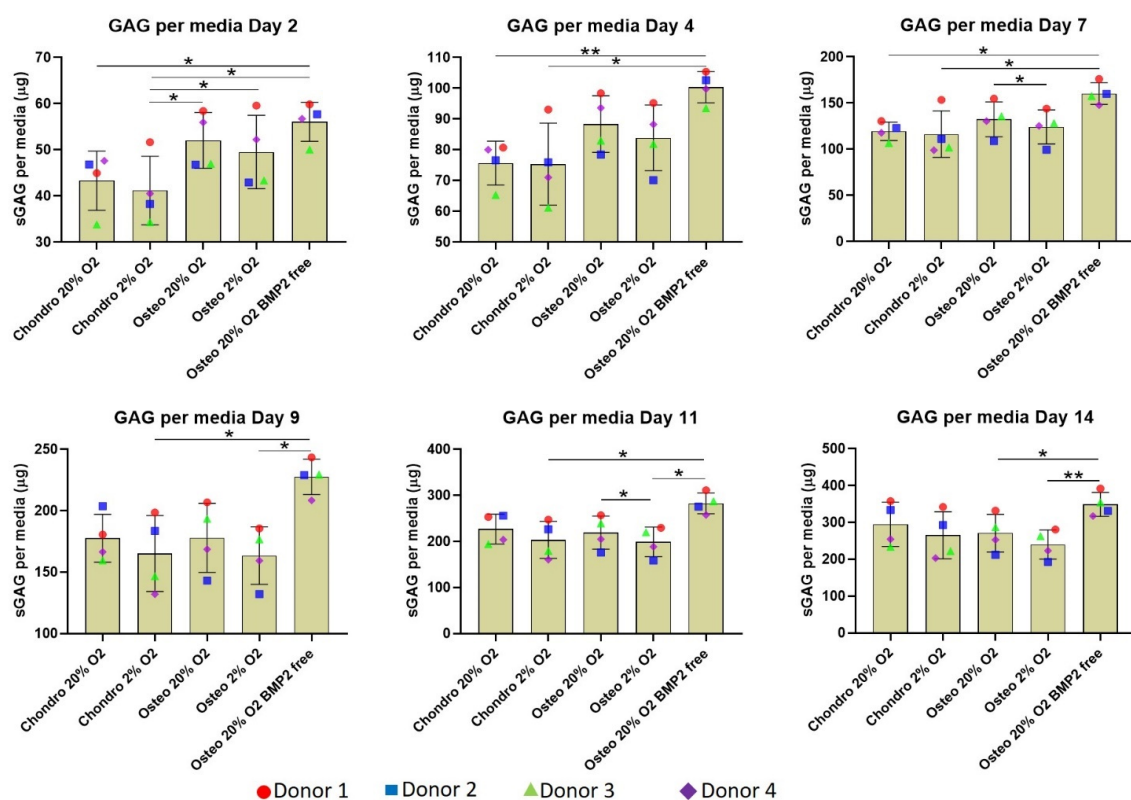 GAG per media Day 2
sGAG per media (µg)
70
60
50
40
30
*
*
*
*
Chondro 20% O2
Chondro 2% O2
Osteo 20% O2
Osteo 2% O2
Osteo 20% O2 BMP2 free
GAG per media Day 4
sGAG per media (µg)
110
100
90
80
70
60
50
**
*
Chondro 20% O2
Chondro 2% O2
Osteo 20% O2
Osteo 2% O2
Osteo 20% O2 BMP2 free
GAG per media Day 7
sGAG per media (µg)
200
150
100
50
0
*
*
*
Chondro 20% O2
Chondro 2% O2
Osteo 20% O2
Osteo 2% O2
Osteo 20% O2 BMP2 free
GAG per media Day 9
sGAG per media (µg)
250
200
150
100
*
*
Chondro 20% O2
Chondro 2% O2
Osteo 20% O2
Osteo 2% O2
Osteo 20% O2 BMP2 free
GAG per media Day 11
sGAG per media (µg)
400
300
200
100
0
*
*
*
Chondro 20% O2
Chondro 2% O2
Osteo 20% O2
Osteo 2% O2
Osteo 20% O2 BMP2 free
GAG per media Day 14
sGAG per media (µg)
500
400
300
200
100
0
*
**
Chondro 20% O2
Chondro 2% O2
Osteo 20% O2
Osteo 2% O2
Osteo 20% O2 BMP2 free
Donor 1 Donor 2 Donor 3 Donor 4